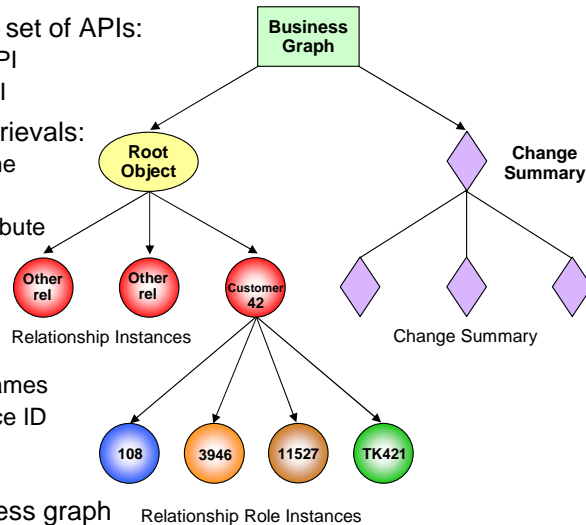 set of APIs:
PI
I
rievals:
ne
bute
ames
ce ID
ess graph
Business
Graph
Root
Object
Change
Summary
Other
rel
Other
rel
Customer
42
Relationship Instances
Change Summary
108
3946
11527
TK421
Relationship Role Instances